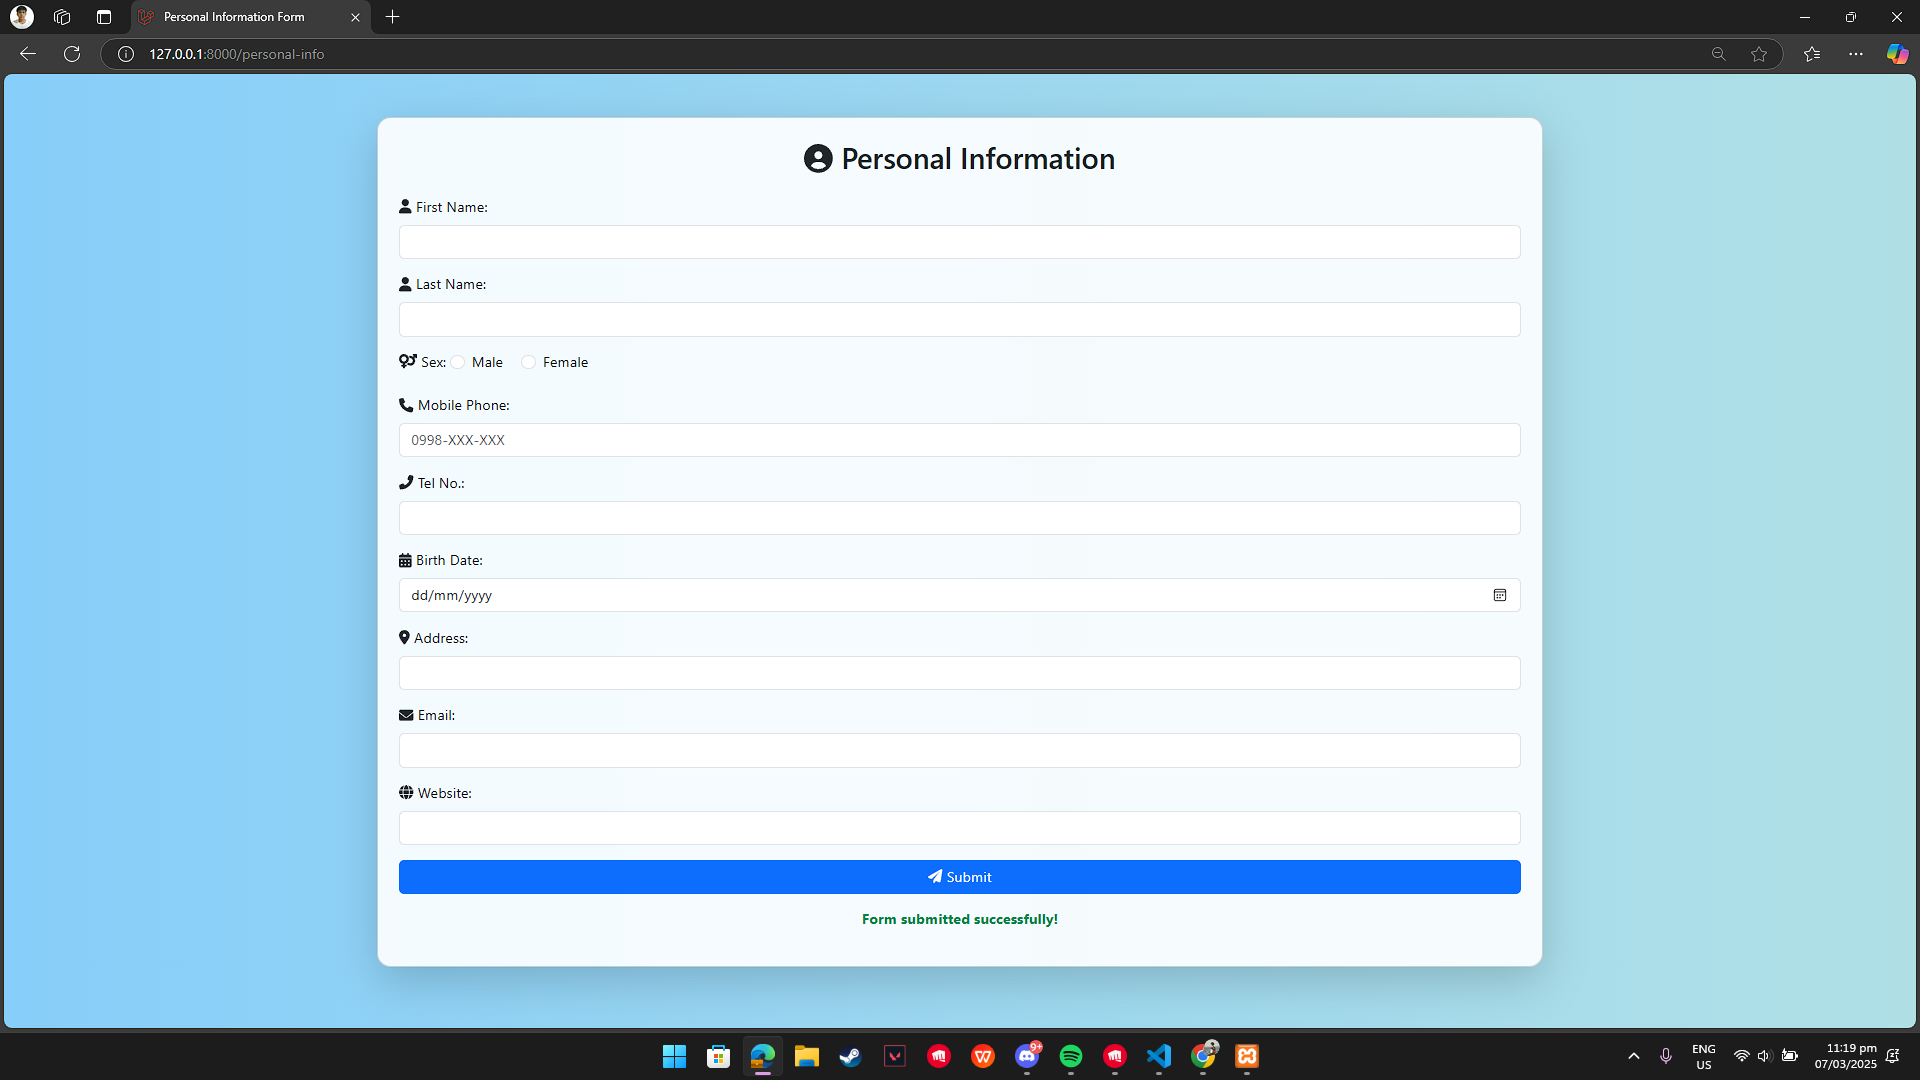 Personal Information Form
127.0.0.1:8000/personal-info
Personal Information
First Name:
Last Name:
Sex: Male Female
Mobile Phone:
0998-XXX-XXX
Tel No.:
Birth Date:
dd/mm/yyyy
Address:
Email:
Website:
Submit
Form submitted successfully!
9+
ENG
US
11:19 pm
07/03/2025